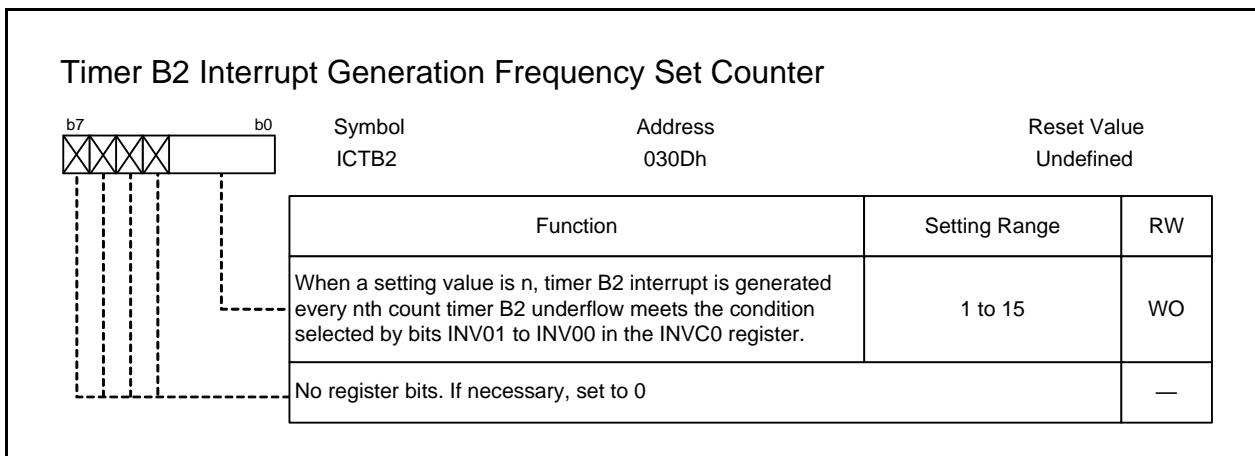 Timer B2 Interrupt Generation Frequency Set Counter
b7 b0 Symbol Address Reset Value
ICTB2 030Dh Undefined
Function Setting Range RW
When a setting value is n, timer B2 interrupt is generated
every nth count timer B2 underflow meets the condition
selected by bits INV01 to INV00 in the INVC0 register.
1 to 15 WO
No register bits. If necessary, set to 0 —